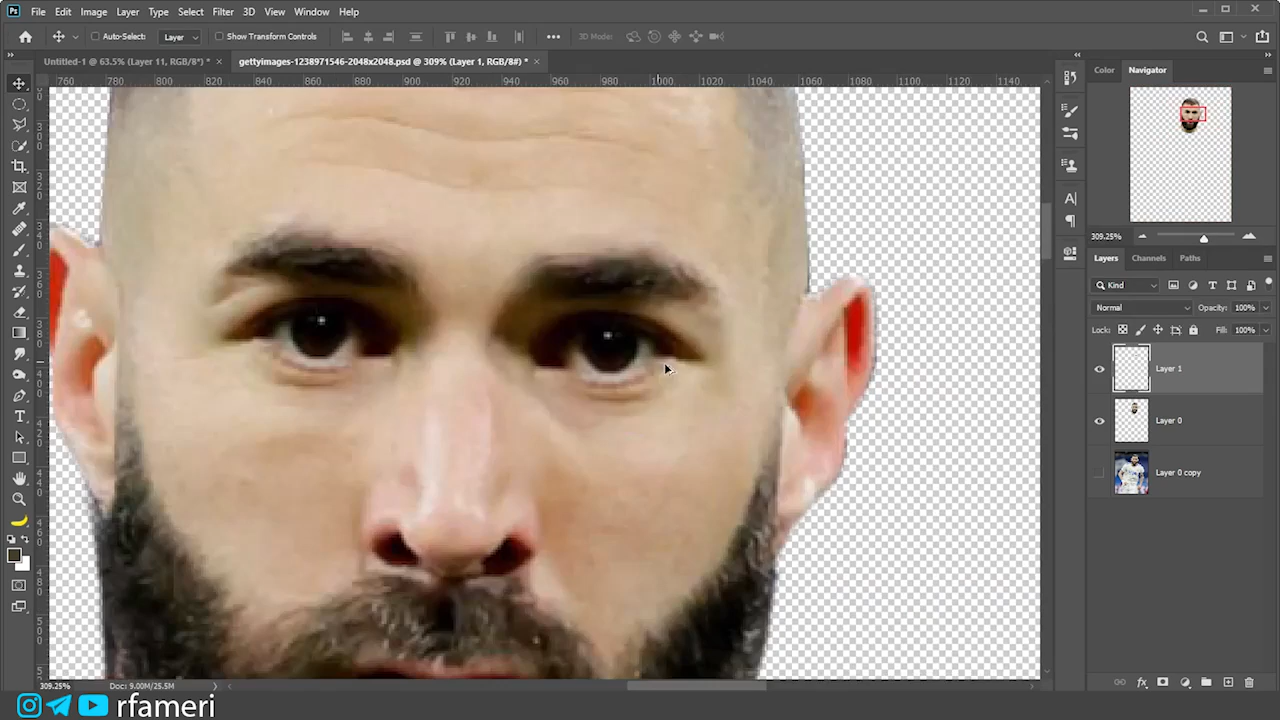 Ps File Edit Image Layer Type Select Filter 3D View Window Help
Auto-Select: Layer Show Transform Controls 3D Mode:
Untitled-1 @ 63.5% (Layer 11, RGB/8*) * × gettyimages-1238971546-2048x2048.psd @ 309% (Layer 1, RGB/8#) * ×
760 780 800 820 840 860 880 900 920 940 960 980 1000 1020 1040 1060 1080 1100 1120 1140
Color Navigator
309.25%
Layers Channels Paths
Kind
Normal Opacity: 100%
Lock: Fill: 100%
Layer 1
Layer 0
Layer 0 copy
309.25% Doc: 9.00M/25.5M
rfameri